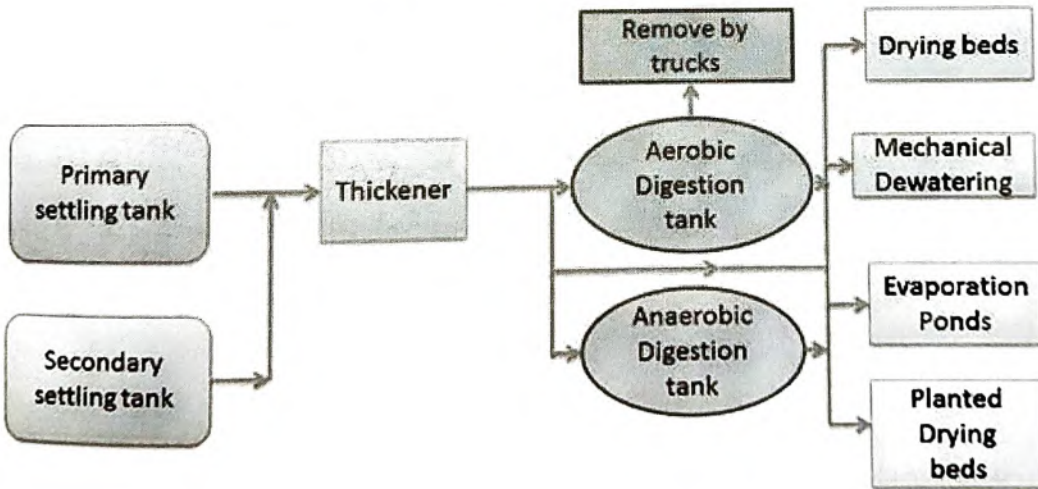 Primary
settling tank
Secondary
settling tank
Thickener
Remove by
trucks
Aerobic
Digestion
tank
Anaerobic
Digestion
tank
Drying beds
Mechanical
Dewatering
Evaporation
Ponds
Planted
Drying
beds